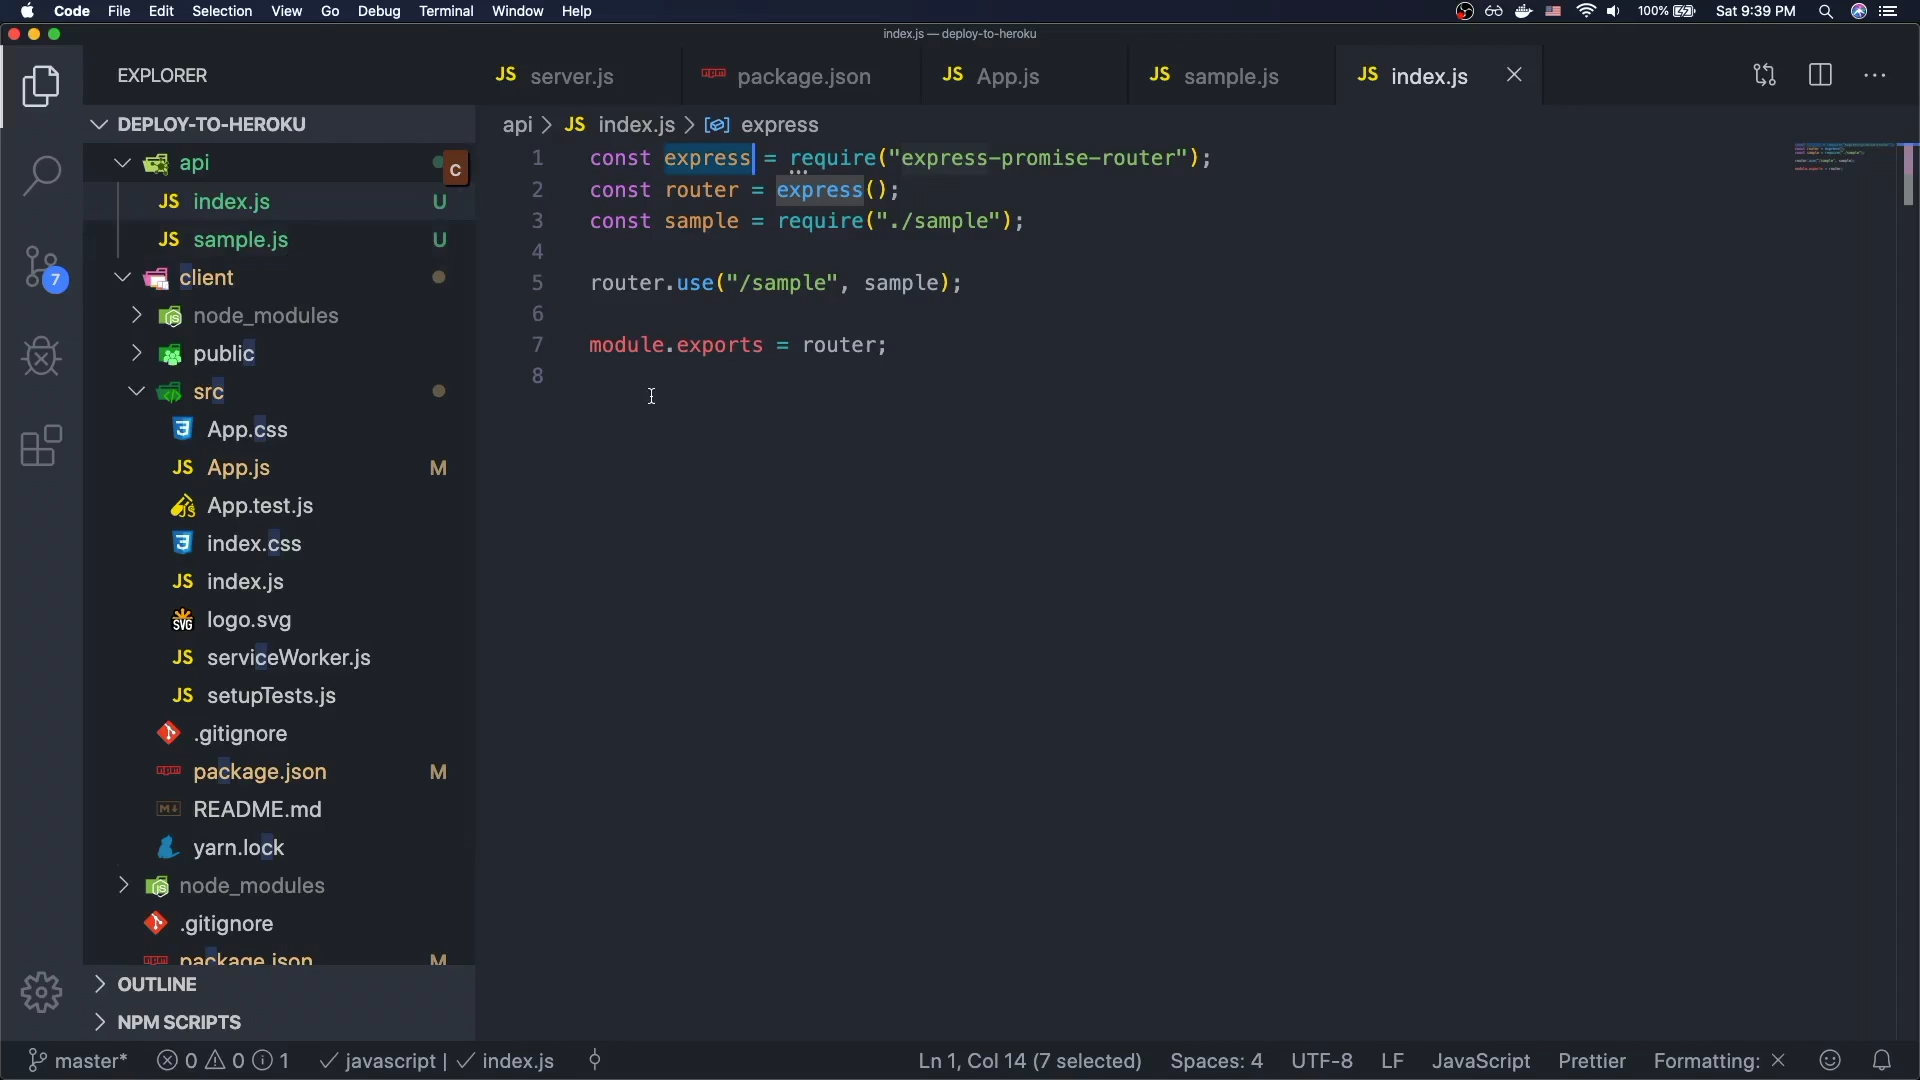 Code File Edit Selection View Go Debug Terminal Window Help 100% Sat 9:39 PM
index.js — deploy-to-heroku
EXPLORER
JS server.js
package.json
JS App.js
JS sample.js
JS index.js
DEPLOY-TO-HEROKU
api
c
JS index.js U
JS sample.js U
client
node_modules
public
src
App.css
JS App.js M
App.test.js
index.css
JS index.js
SVG logo.svg
JS serviceWorker.js
JS setupTests.js
.gitignore
package.json M
README.md
yarn.lock
node_modules
.gitignore
package.json M
OUTLINE
NPM SCRIPTS
7
api > JS index.js > express
1 const express = require("express-promise-router");
2 const router = express();
3 const sample = require("./sample");
4
5 router.use("/sample", sample);
6
7 module.exports = router;
8
master* 0 0 1 javascript | index.js Ln 1, Col 14 (7 selected) Spaces: 4 UTF-8 LF JavaScript Prettier Formatting: ×